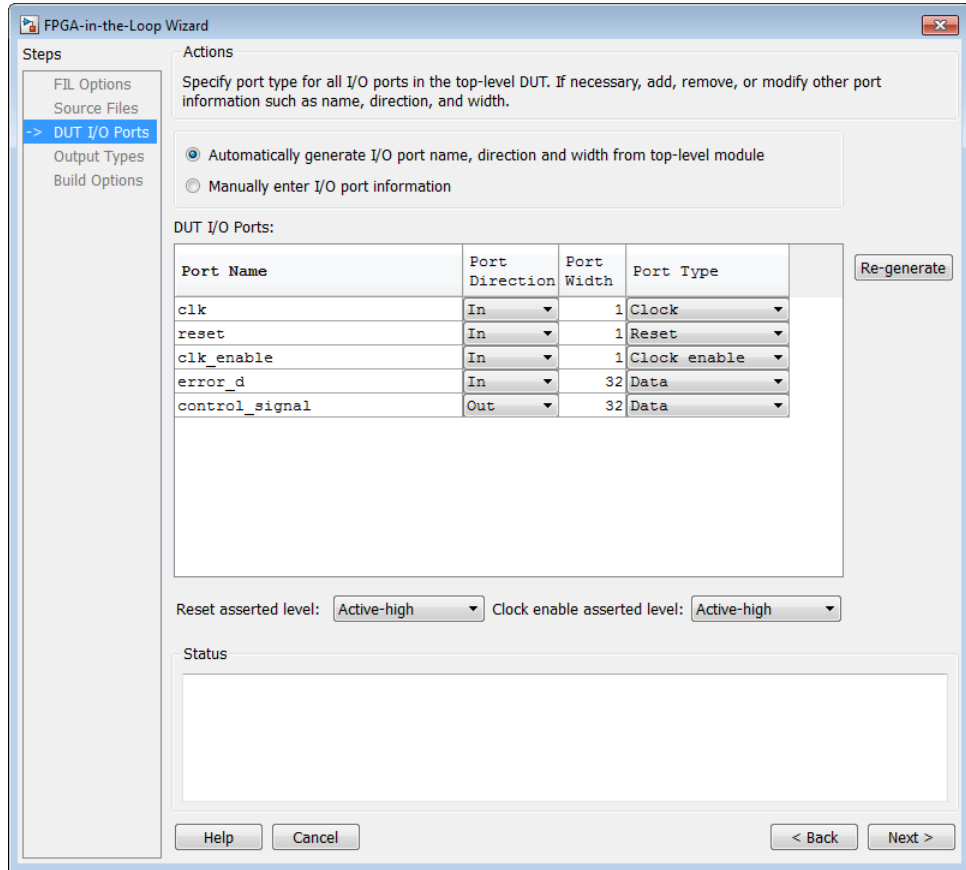 FPGA-in-the-Loop Wizard
Steps
FIL Options
Source Files
-> DUT I/O Ports
Output Types
Build Options
Actions
Specify port type for all I/O ports in the top-level DUT. If necessary, add, remove, or modify other port
information such as name, direction, and width.
Automatically generate I/O port name, direction and width from top-level module
Manually enter I/O port information
DUT I/O Ports:
Port Name Port Direction Port Width Port Type
clk In 1 Clock
reset In 1 Reset
clk_enable In 1 Clock enable
error_d In 32 Data
control_signal Out 32 Data
Re-generate
Reset asserted level: Active-high Clock enable asserted level: Active-high
Status
Help Cancel < Back Next >